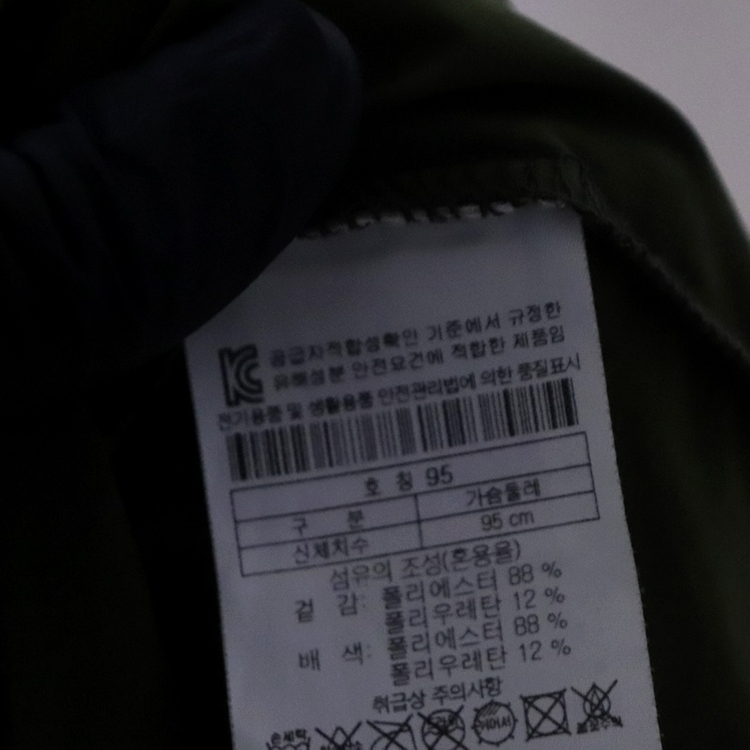 공급자적합성확인 기준에서 규정한
유해성분 안전요건에 적합한 제품임
전기용품 및 생활용품 안전관리법에 의한 품질표시
호 칭 95
구 분 가슴둘레
신체치수 95 cm
섬유의 조성(혼용율)
겉 감: 폴리에스터 88 %
폴리우레탄 12 %
배 색: 폴리에스터 88 %
폴리우레탄 12 %
취급상 주의사항
손세탁